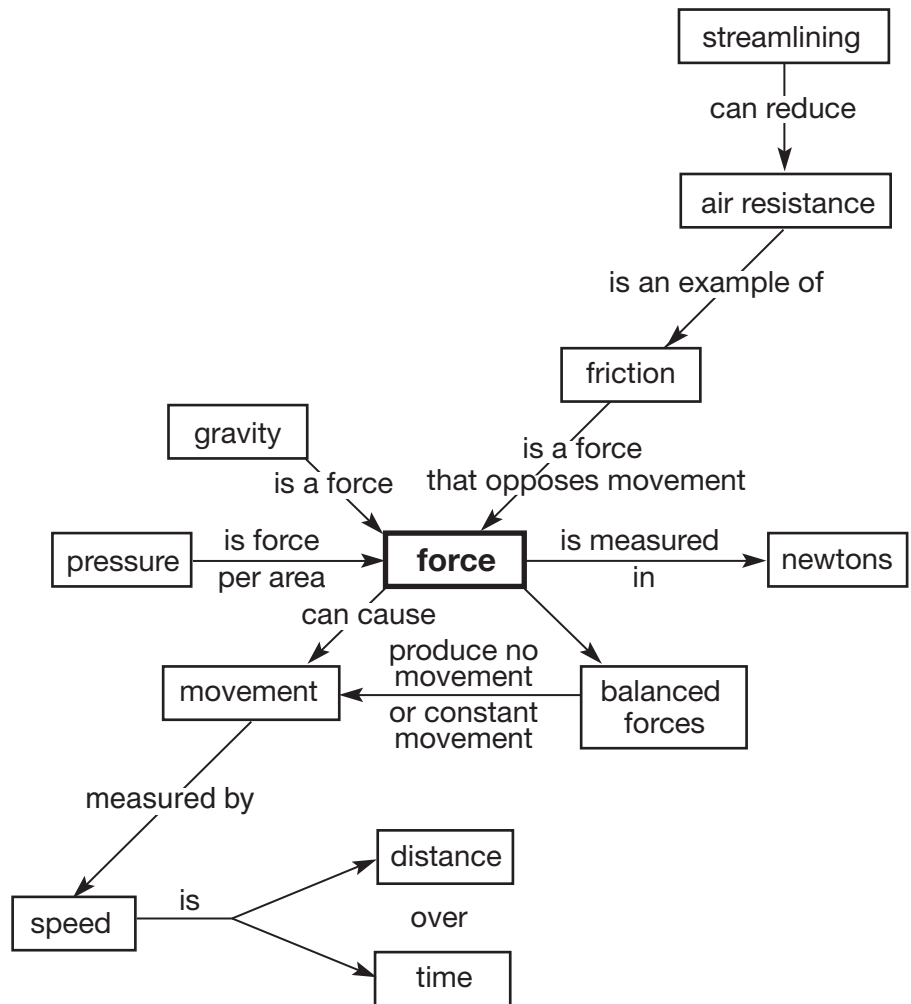 streamlining
can reduce
air resistance
is an example of
friction
gravity
is a force
that opposes movement
is a force
pressure
is force
per area
force
is measured
in
newtons
can cause
movement
produce no
movement
or constant
movement
balanced
forces
measured by
speed
is
distance
over
time